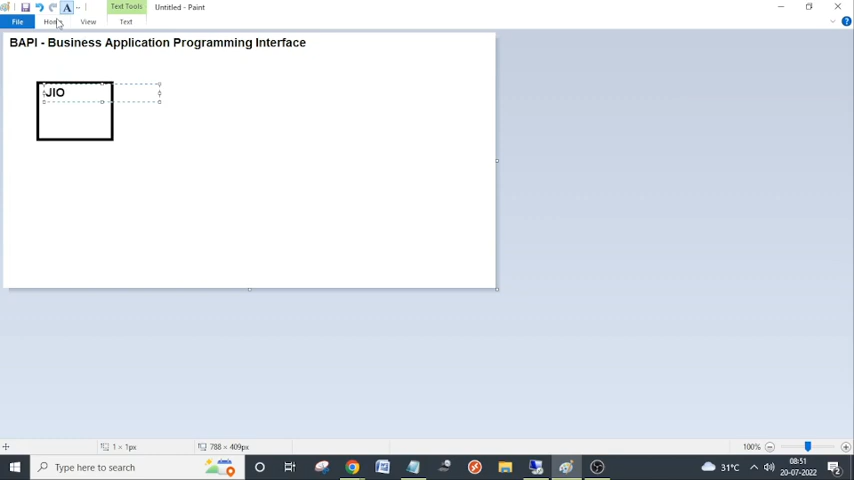 Text Tools
Untitled - Paint
File
Home
View
Text
BAPI - Business Application Programming Interface
JIO
1 × 1px
788 × 409px
100%
Type here to search
31°C
08:51
20-07-2022